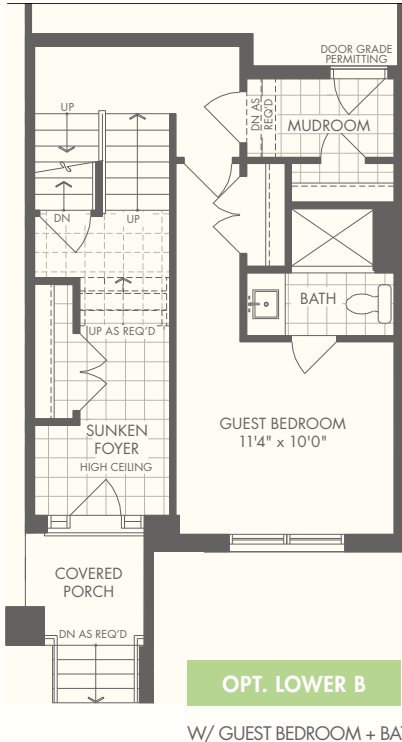 DOOR GRADE
PERMITTING
UP
DN AS
REQ'D
MUDROOM
DN
UP
BATH
UP AS REQ'D
GUEST BEDROOM
11'4" x 10'0"
SUNKEN
FOYER
HIGH CEILING
COVERED
PORCH
DN AS REQ'D
OPT. LOWER B
W/ GUEST BEDROOM + BAT